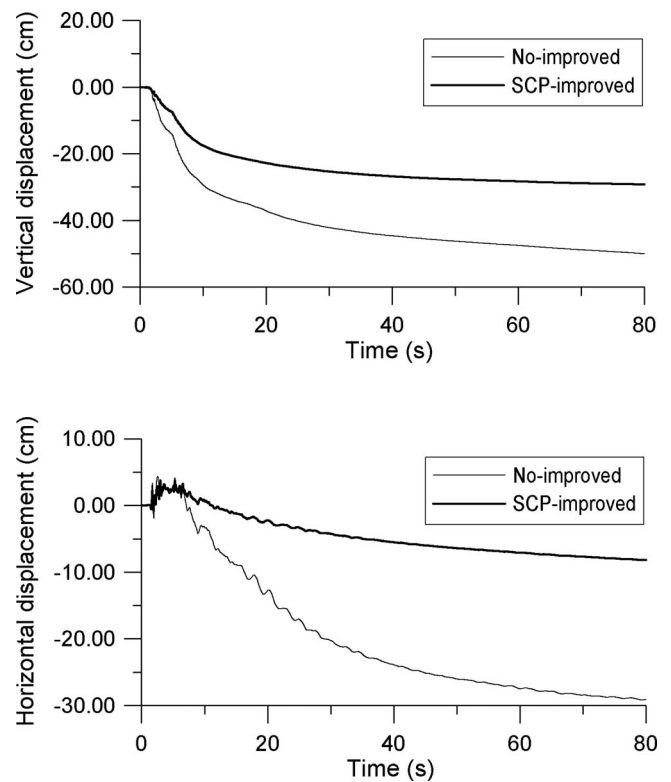 Vertical displacement (cm)
20.00
0.00
-20.00
-40.00
-60.00
No-improved
SCP-improved
0
20
40
60
80
Time (s)
Horizontal displacement (cm)
10.00
0.00
-10.00
-20.00
-30.00
No-improved
SCP-improved
0
20
40
60
80
Time (s)